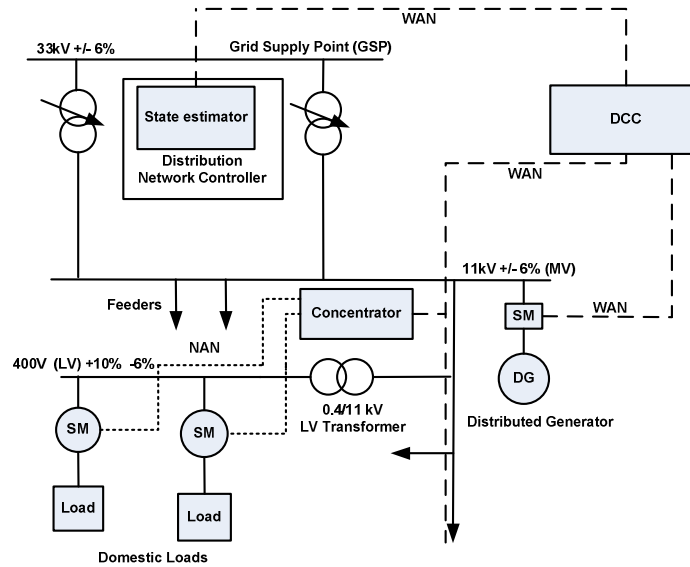 WAN
33kV +/- 6%
Grid Supply Point (GSP)
State estimator
Distribution
Network Controller
DCC
WAN
11kV +/- 6% (MV)
Feeders
Concentrator
SM
WAN
NAN
400V (LV) +10% -6%
DG
0.4/11 kV
LV Transformer
Distributed Generator
SM
SM
Load
Load
Domestic Loads